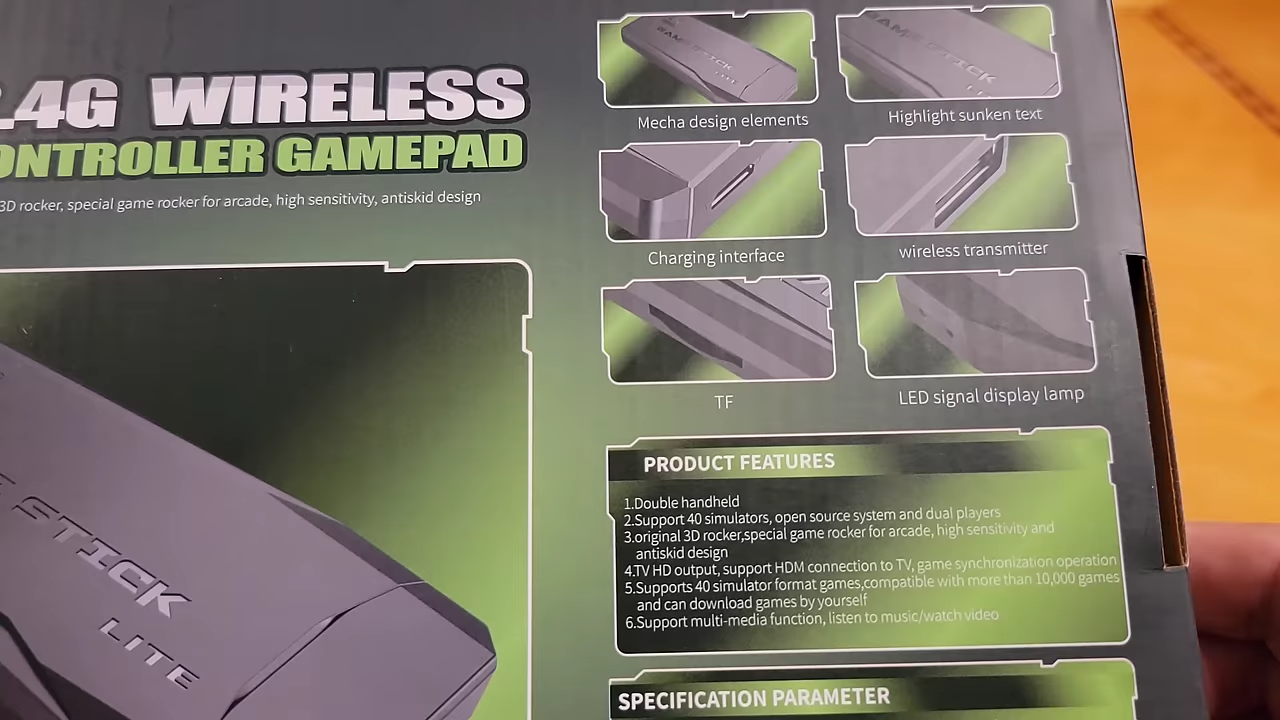 .4G WIRELESS
ONTROLLER GAMEPAD
3D rocker, special game rocker for arcade, high sensitivity, antiskid design
STICK
LITE
GAME STICK
LITE
GAME STICK
Mecha design elements
Highlight sunken text
Charging interface
wireless transmitter
TF
LED signal display lamp
PRODUCT FEATURES
1.Double handheld
2.Support 40 simulators, open source system and dual players
3.original 3D rocker,special game rocker for arcade, high sensitivity and
antiskid design
4.TV HD output, support HDM connection to TV, game synchronization operation
5.Supports 40 simulator format games,compatible with more than 10,000 games
and can download games by yourself
6.Support multi-media function, listen to music/watch video
SPECIFICATION PARAMETER